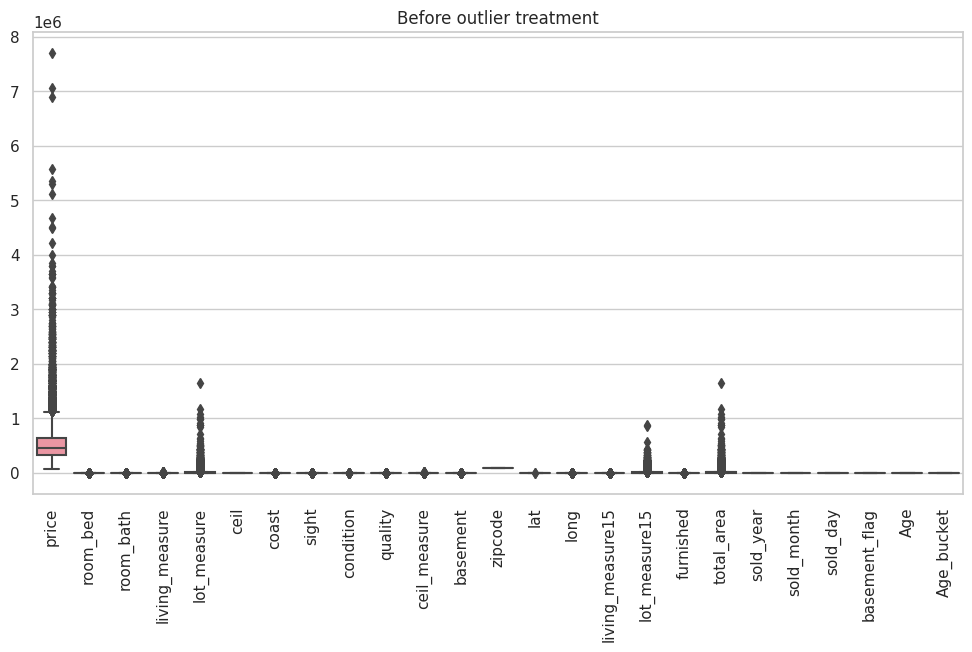 Before outlier treatment
1e6
8
7
6
5
4
3
2
1
0
price
room_bed
room_bath
living_measure
lot_measure
ceil
coast
sight
condition
quality
ceil_measure
basement
zipcode
lat
long
living_measure15
lot_measure15
furnished
total_area
sold_year
sold_month
sold_day
basement_flag
Age
Age_bucket